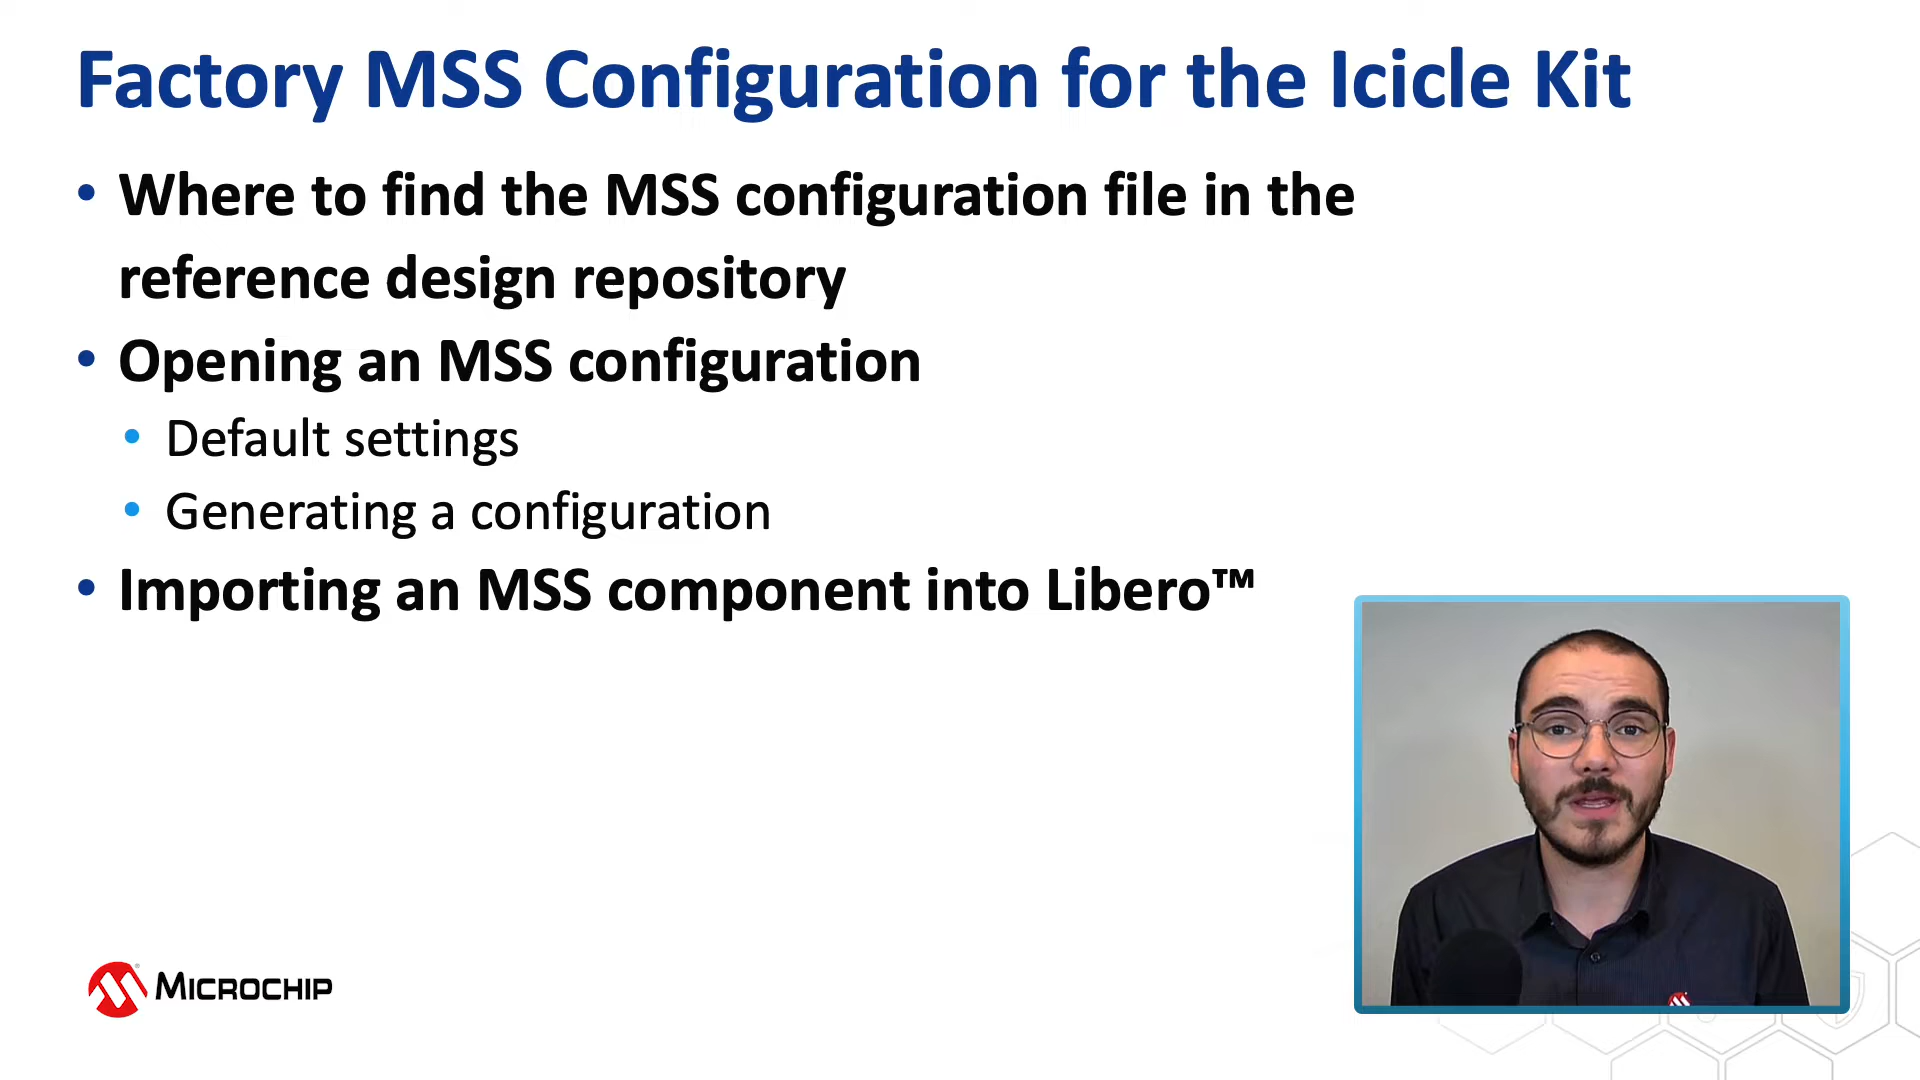 Factory MSS Configuration for the Icicle Kit
• Where to find the MSS configuration file in the
reference design repository
• Opening an MSS configuration
• Default settings
• Generating a configuration
• Importing an MSS component into Libero™
MICROCHIP